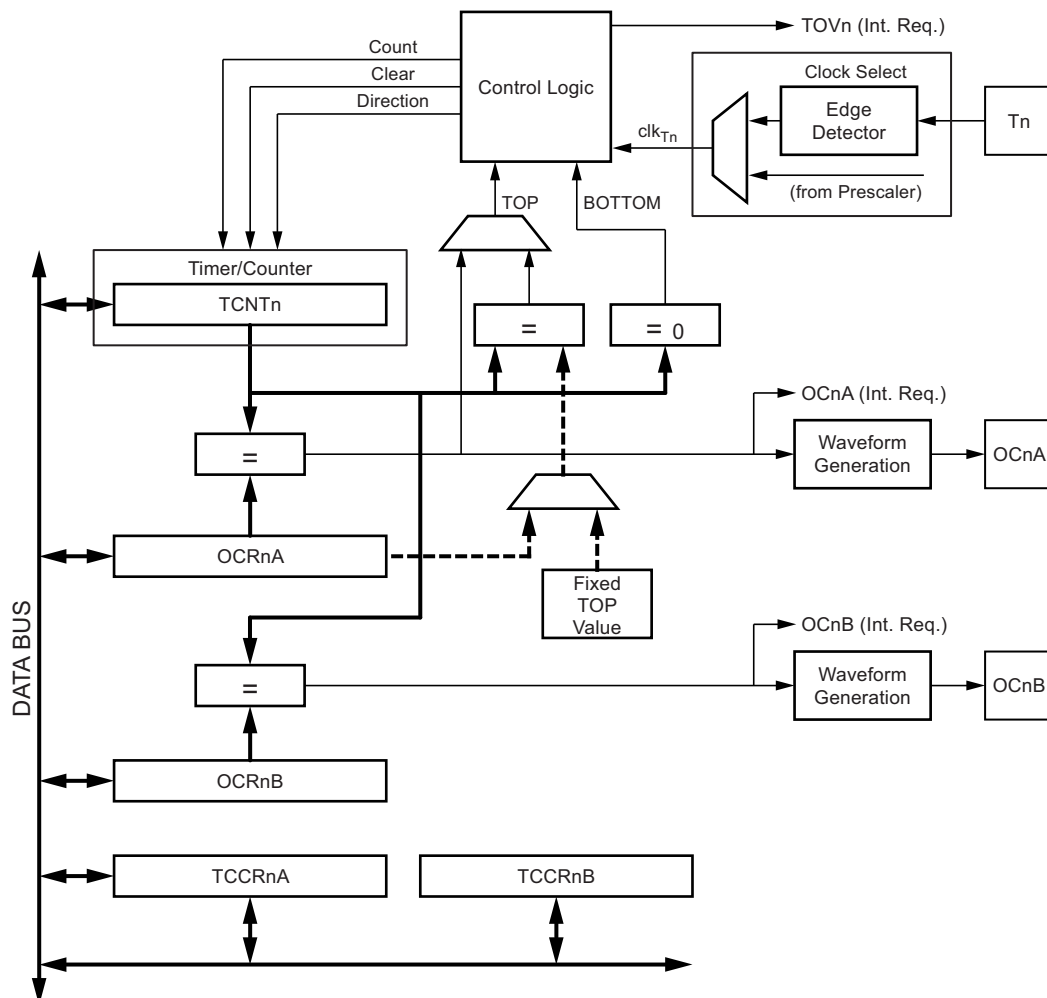 TOVn (Int. Req.)
Count
Clear
Direction
Control Logic
Clock Select
Edge
Detector
Tn
clkTn
(from Prescaler)
TOP
BOTTOM
Timer/Counter
TCNTn
=
= 0
OCnA (Int. Req.)
=
Waveform
Generation
OCnA
OCRnA
Fixed
TOP
Value
OCnB (Int. Req.)
=
Waveform
Generation
OCnB
DATA BUS
OCRnB
TCCRnA
TCCRnB